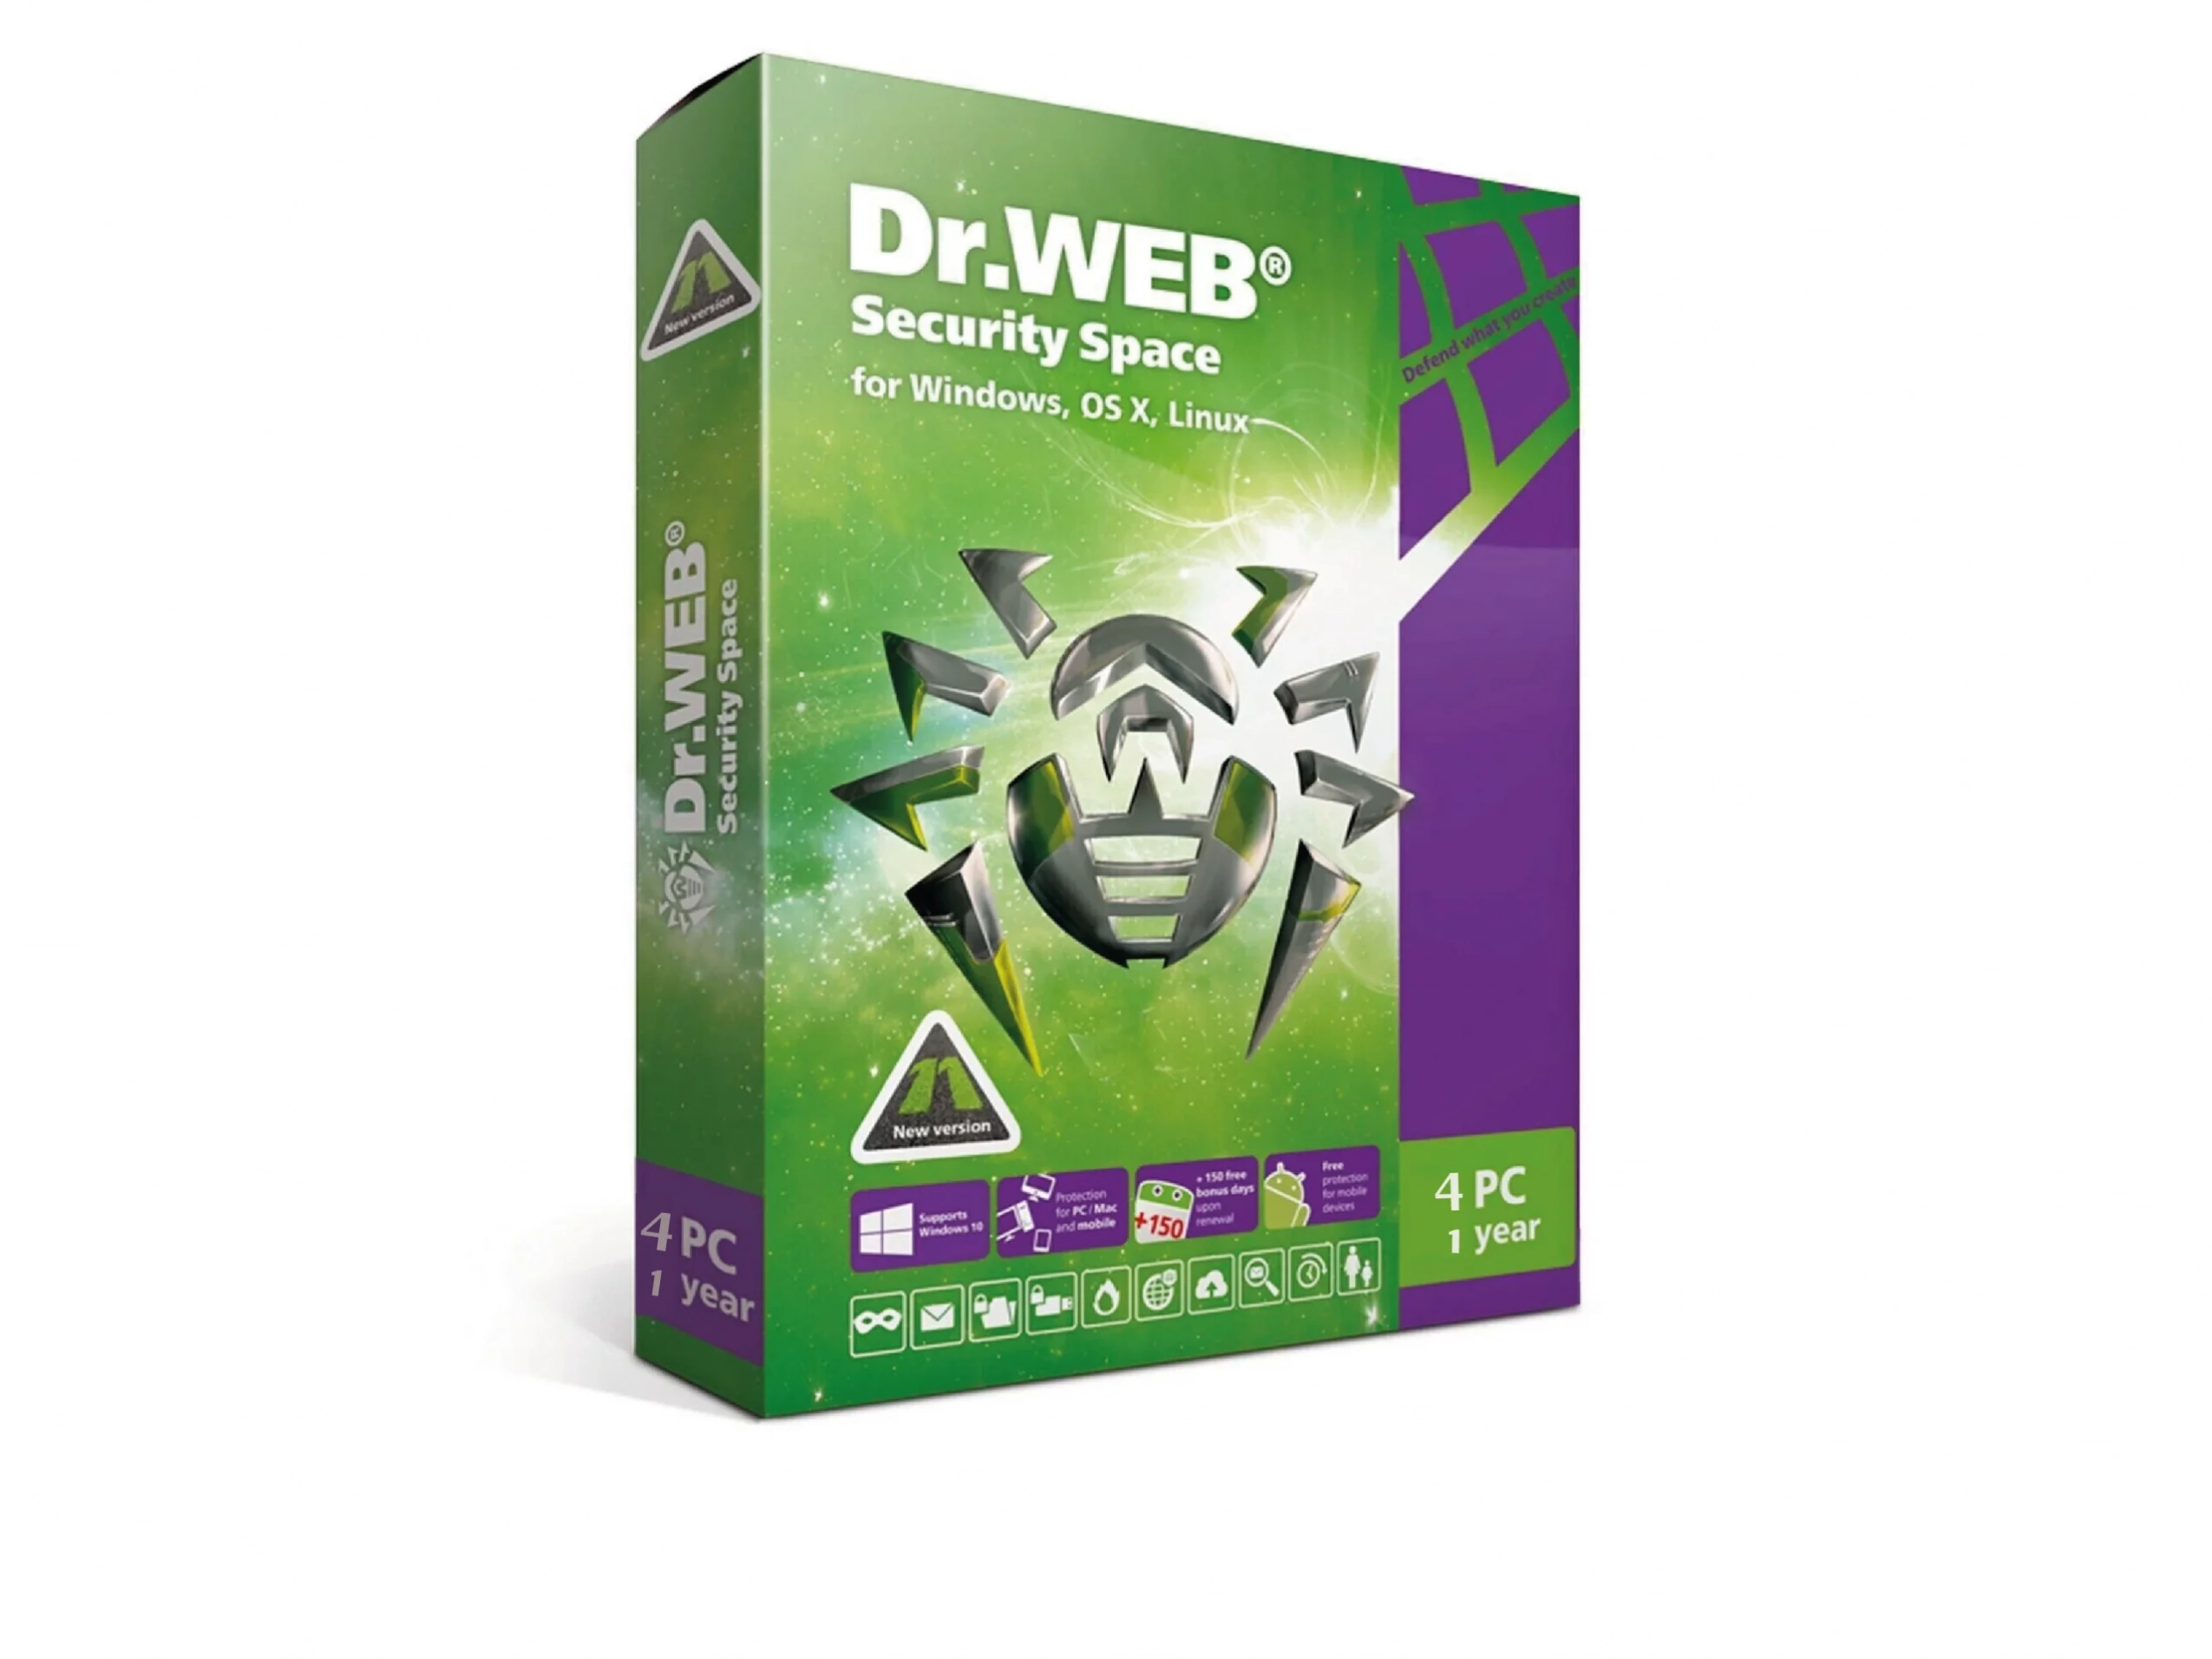 11
New version
Dr.WEB®
Security Space
4 PC
1 year
Dr.WEB®
Security Space
for Windows, OS X, Linux
Defend what you create
11
New version
Supports
Windows 10
Protection
for PC / Mac
and mobile
+150
+ 150 free
bonus days
upon
renewal
Free
protection
for mobile
devices
4 PC
1 year